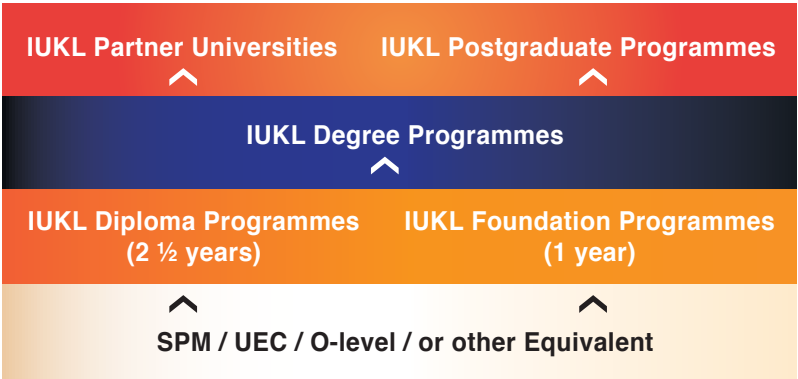 IUKL Partner Universities
IUKL Postgraduate Programmes
IUKL Degree Programmes
IUKL Diploma Programmes
(2 ½ years)
IUKL Foundation Programmes
(1 year)
SPM / UEC / O-level / or other Equivalent